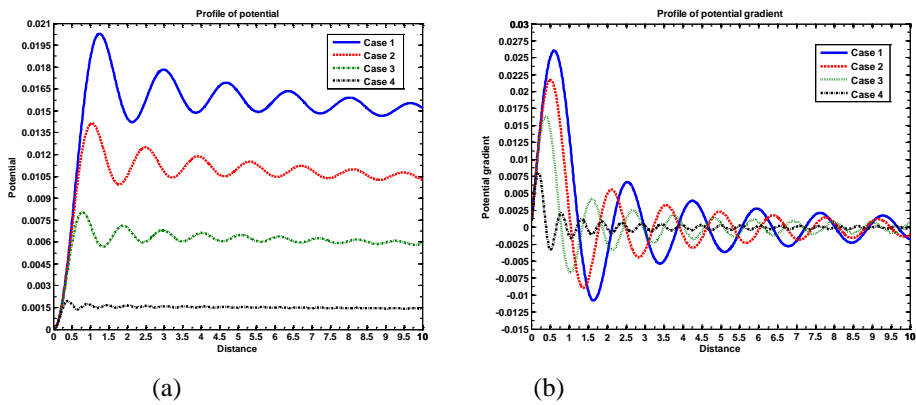 Profile of potential
0.021
0.0195
0.018
0.0165
0.015
0.0135
0.012
0.0105
0.009
0.0075
0.006
0.0045
0.003
0.0015
0
Potential
Case 1
Case 2
Case 3
Case 4
0 0.5 1 1.5 2 2.5 3 3.5 4 4.5 5 5.5 6 6.5 7 7.5 8 8.5 9 9.5 10
Distance
(a)
Profile of potential gradient
0.03
0.0275
0.025
0.0225
0.02
0.0175
0.015
0.0125
0.01
0.0075
0.005
0.0025
0
-0.0025
-0.005
-0.0075
-0.01
-0.0125
-0.015
Potential gradient
Case 1
Case 2
Case 3
Case 4
0 0.5 1 1.5 2 2.5 3 3.5 4 4.5 5 5.5 6 6.5 7 7.5 8 8.5 9 9.5 10
Distance
(b)